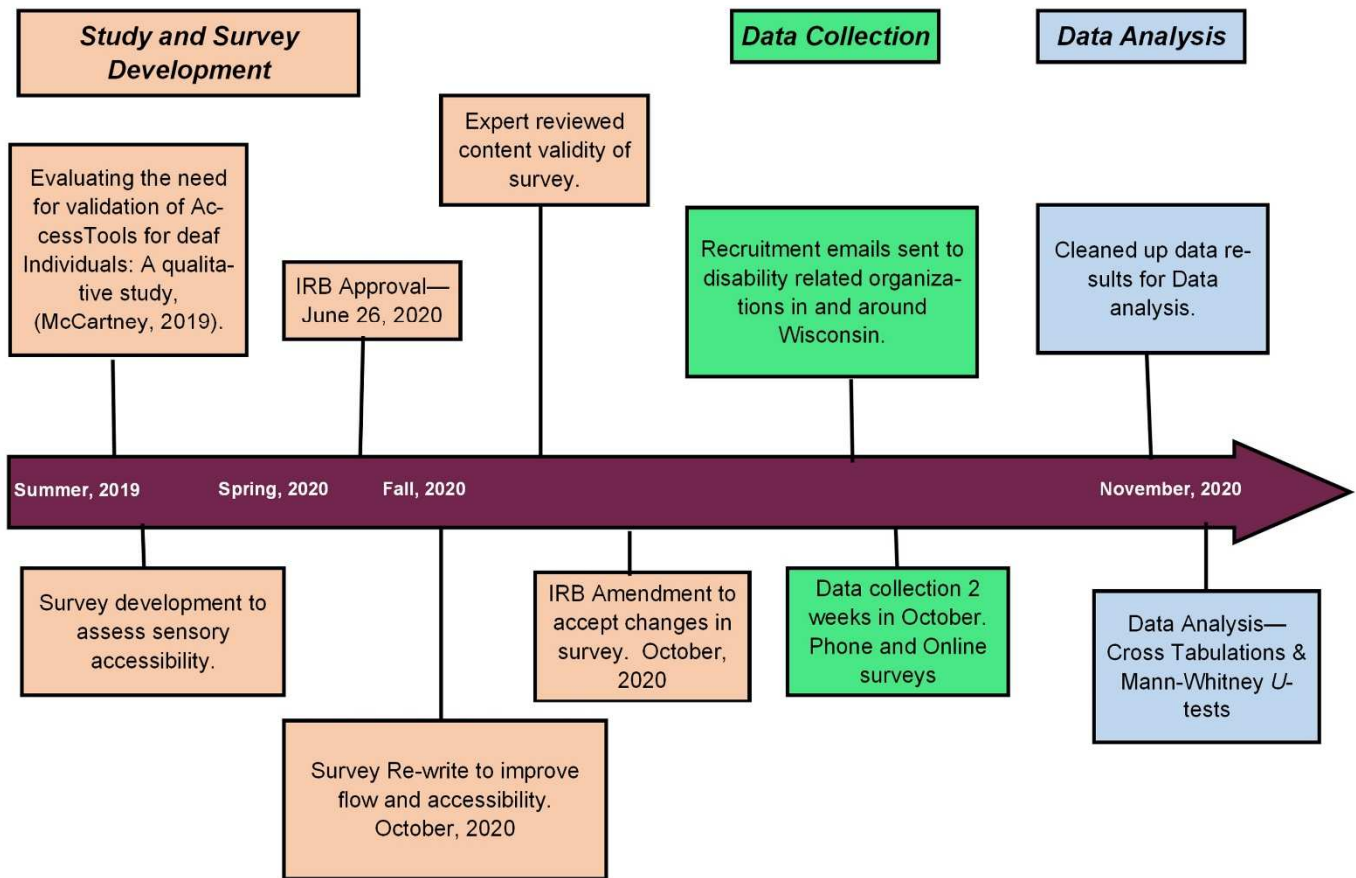 Study and Survey
Development
Data Collection
Data Analysis
Expert reviewed
content validity of
survey.
Evaluating the need
for validation of Ac-
cessTools for deaf
Individuals: A qualita-
tive study,
(McCartney, 2019).
IRB Approval—
June 26, 2020
Recruitment emails sent to
disability related organiza-
tions in and around
Wisconsin.
Cleaned up data re-
sults for Data
analysis.
Summer, 2019
Spring, 2020
Fall, 2020
November, 2020
Survey development to
assess sensory
accessibility.
Survey Re-write to improve
flow and accessibility.
October, 2020
IRB Amendment to
accept changes in
survey.  October,
2020
Data collection 2
weeks in October.
Phone and Online
surveys
Data Analysis—
Cross Tabulations &
Mann-Whitney U-
tests